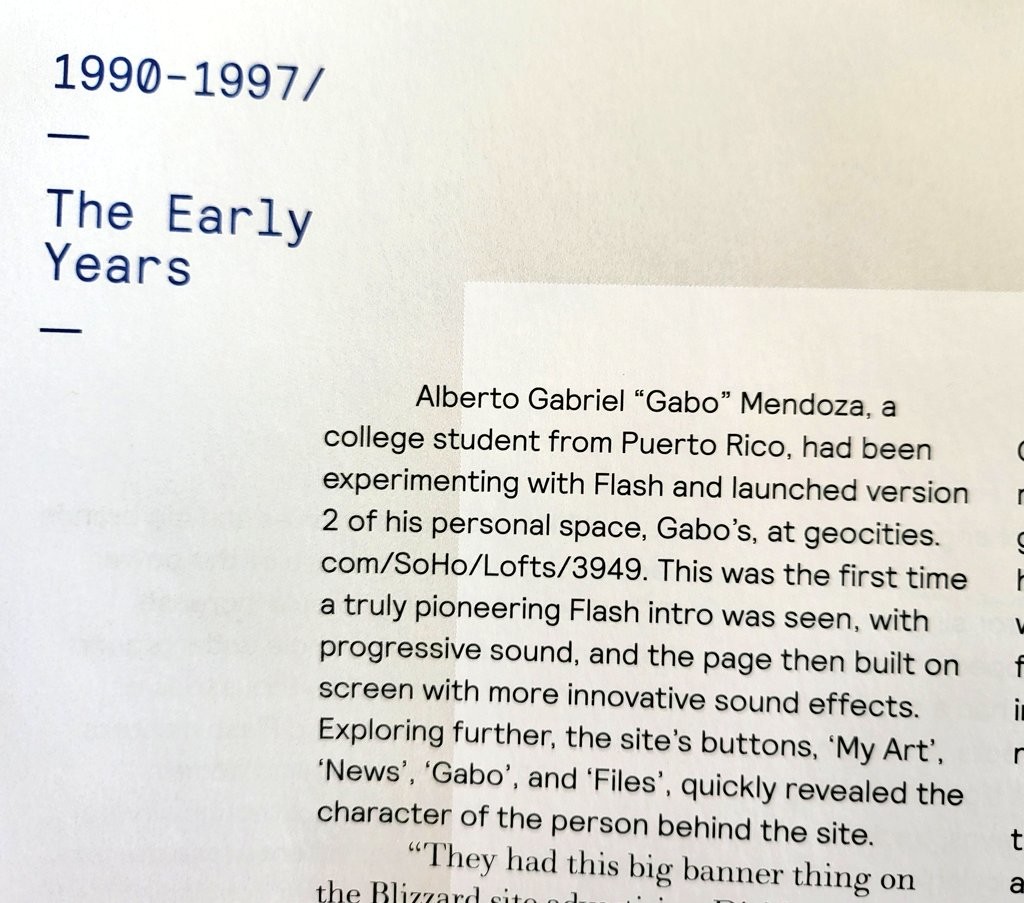 1990-1997/
—
The Early
Years
—
Alberto Gabriel “Gabo” Mendoza, a
college student from Puerto Rico, had been
experimenting with Flash and launched version
2 of his personal space, Gabo’s, at geocities.
com/SoHo/Lofts/3949. This was the first time
a truly pioneering Flash intro was seen, with
progressive sound, and the page then built on
screen with more innovative sound effects.
Exploring further, the site’s buttons, ‘My Art’,
‘News’, ‘Gabo’, and ‘Files’, quickly revealed the
character of the person behind the site.
“They had this big banner thing on
the Blizzard site